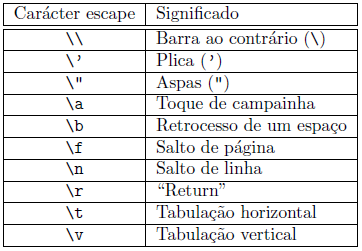 Carácter escape Significado
\\ Barra ao contrário (\)
\' Plica (')
\" Aspas (")
\a Toque de campainha
\b Retrocesso de um espaço
\f Salto de página
\n Salto de linha
\r “Return”
\t Tabulação horizontal
\v Tabulação vertical